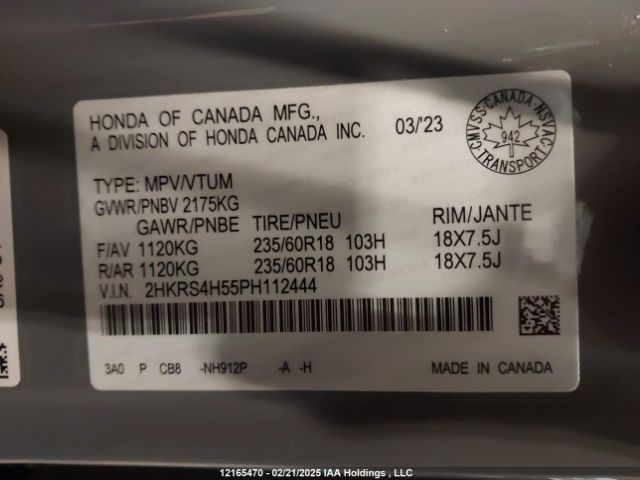 HONDA OF CANADA MFG.,
A DIVISION OF HONDA CANADA INC. 03/'23
CMVSS CANADA NSVAC
942
TRANSPORT
TYPE: MPV/VTUM
GVWR/PNBV 2175KG
GAWR/PNBE TIRE/PNEU RIM/JANTE
F/AV 1120KG 235/60R18 103H 18X7.5J
R/AR 1120KG 235/60R18 103H 18X7.5J
V.I.N. 2HKRS4H55PH112444
3A0 P CB8 -NH912P -A -H MADE IN CANADA
12165470 - 02/21/2025 IAA Holdings , LLC